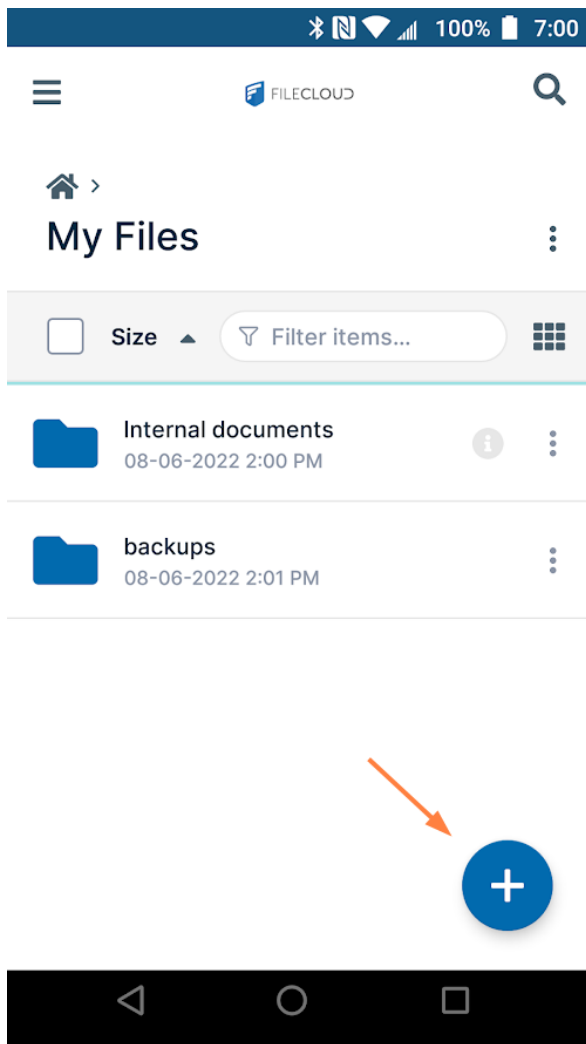 100% 7:00
FILECLOUD
My Files
Size Filter items...
Internal documents
08-06-2022 2:00 PM
backups
08-06-2022 2:01 PM